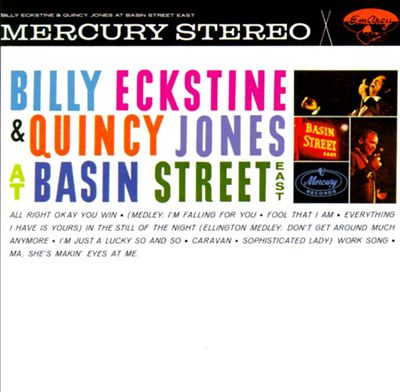 BILLY ECKSTINE & QUINCY JONES AT BASIN STREET EAST
MERCURY STEREO
EmArcy
BILLY ECKSTINE
& QUINCY JONES
AT BASIN STREET EAST
BASIN
STREET
EAST
Mercury
RECORDS
ALL RIGHT OKAY YOU WIN • (MEDLEY: I'M FALLING FOR YOU • FOOL THAT I AM • EVERYTHING
I HAVE IS YOURS) IN THE STILL OF THE NIGHT (ELLINGTON MEDLEY: DON'T GET AROUND MUCH
ANYMORE • I'M JUST A LUCKY SO AND SO • CARAVAN • SOPHISTICATED LADY) WORK SONG •
MA, SHE'S MAKIN' EYES AT ME.